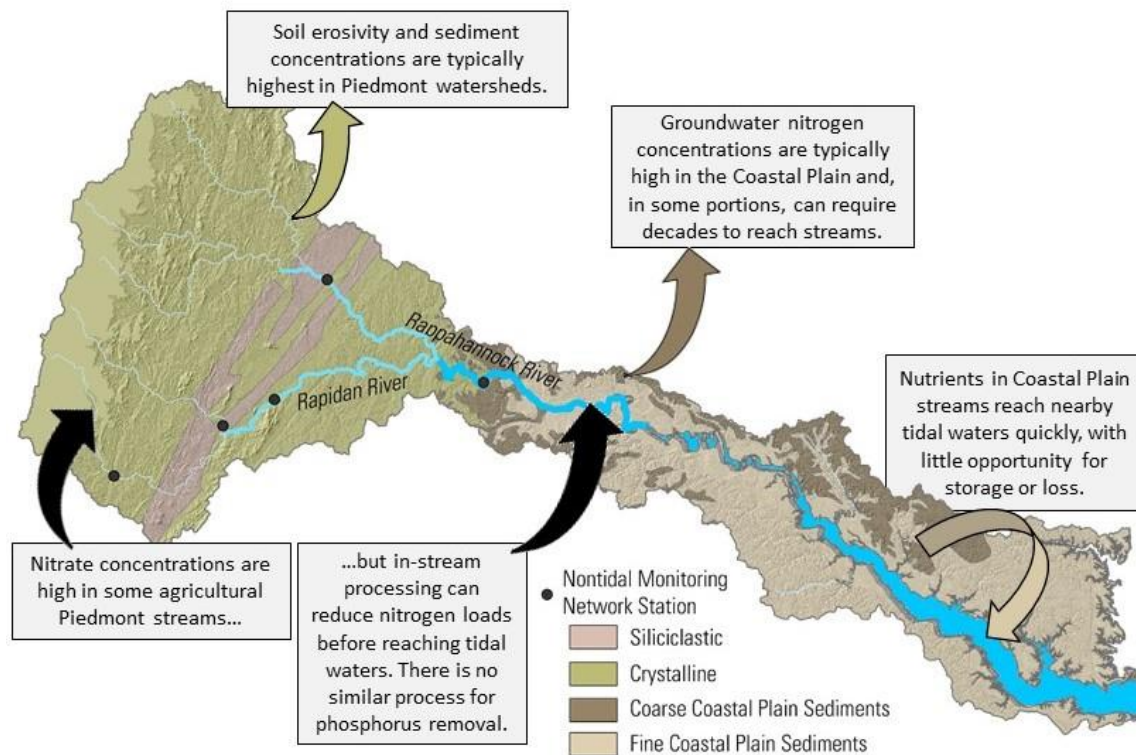 Soil erosivity and sediment
concentrations are typically
highest in Piedmont watersheds.
Groundwater nitrogen
concentrations are typically
high in the Coastal Plain and,
in some portions, can require
decades to reach streams.
Rappahannock River
Rapidan River
Nutrients in Coastal Plain
streams reach nearby
tidal waters quickly, with
little opportunity for
storage or loss.
Nitrate concentrations are
high in some agricultural
Piedmont streams...
...but in-stream
processing can
reduce nitrogen loads
before reaching tidal
waters. There is no
similar process for
phosphorus removal.
Nontidal Monitoring
Network Station
Siliciclastic
Crystalline
Coarse Coastal Plain Sediments
Fine Coastal Plain Sediments